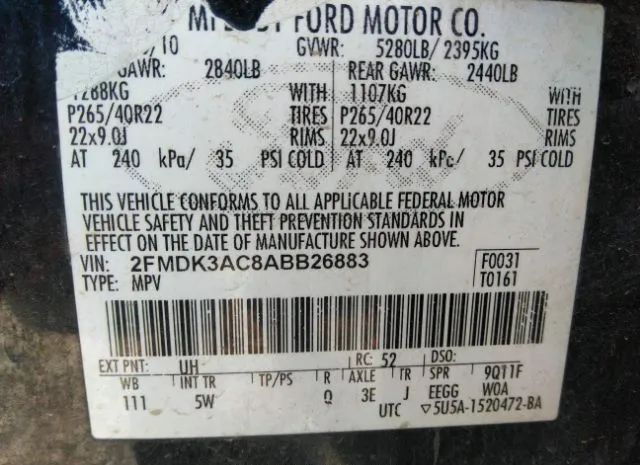 FORD MOTOR CO.
/10 GVWR: 5280LB/ 2395KG
GAWR: 2840LB REAR GAWR: 2440LB
1288KG WITH 1107KG WITH
P265/40R22 TIRES P265/40R22 TIRES
22x9.0J RIMS 22x9.0J RIMS
AT 240 kPa/ 35 PSI COLD AT 240 kPa/ 35 PSI COLD
THIS VEHICLE CONFORMS TO ALL APPLICABLE FEDERAL MOTOR
VEHICLE SAFETY AND THEFT PREVENTION STANDARDS IN
EFFECT ON THE DATE OF MANUFACTURE SHOWN ABOVE.
VIN: 2FMDK3AC8ABB26883 F0031
TYPE: MPV T0161
EXT PNT: UH RC: 52 DSO:
WB INT TR TP/PS R AXLE TR SPR 9Q11F
111 5W Q 3E J EEGG WOA
UTC ▽5U5A-1520472-BA